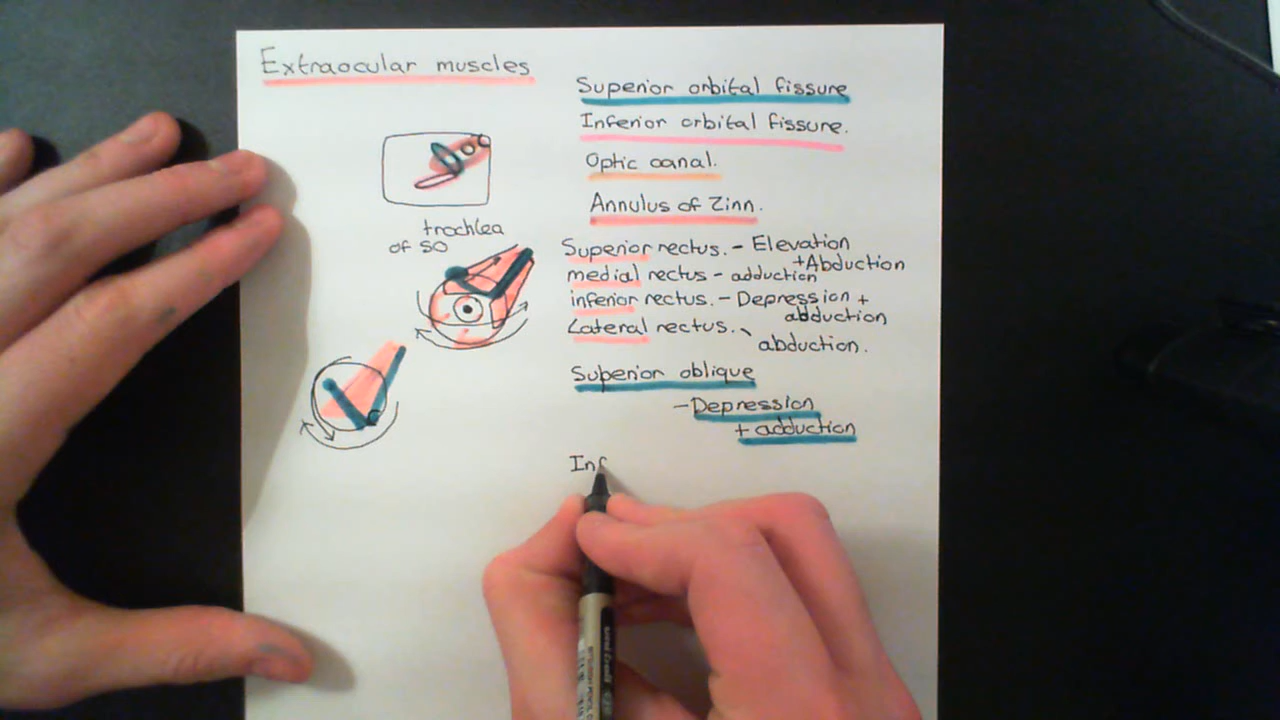 Extraocular muscles
Superior orbital fissure
Inferior orbital fissure.
Optic canal.
Annulus of Zinn.
trochlea
of SO
Superior rectus. - Elevation
+Abduction
medial rectus - adduction
inferior rectus. - Depression +
abduction
Lateral rectus.
abduction.
Superior oblique
- Depression
+ adduction
Inf